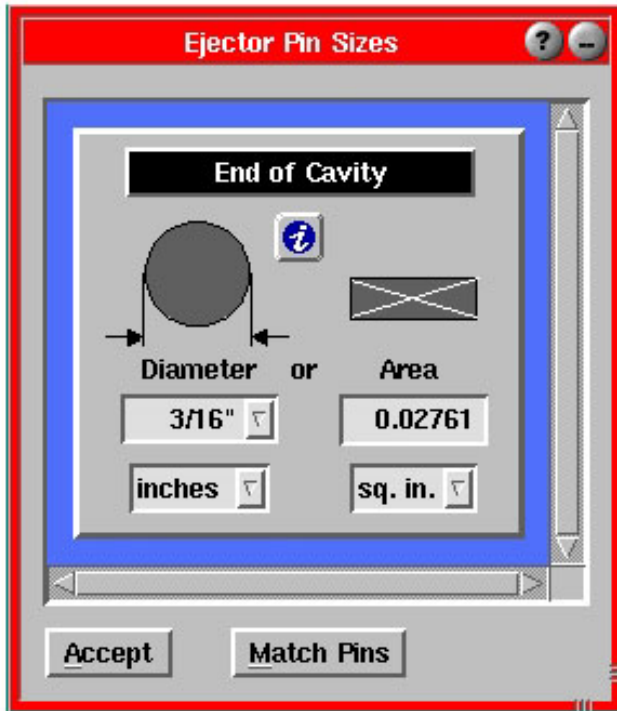 Ejector Pin Sizes ? --
End of Cavity
i
Diameter or Area
3/16" 0.02761
inches sq. in.
Accept Match Pins